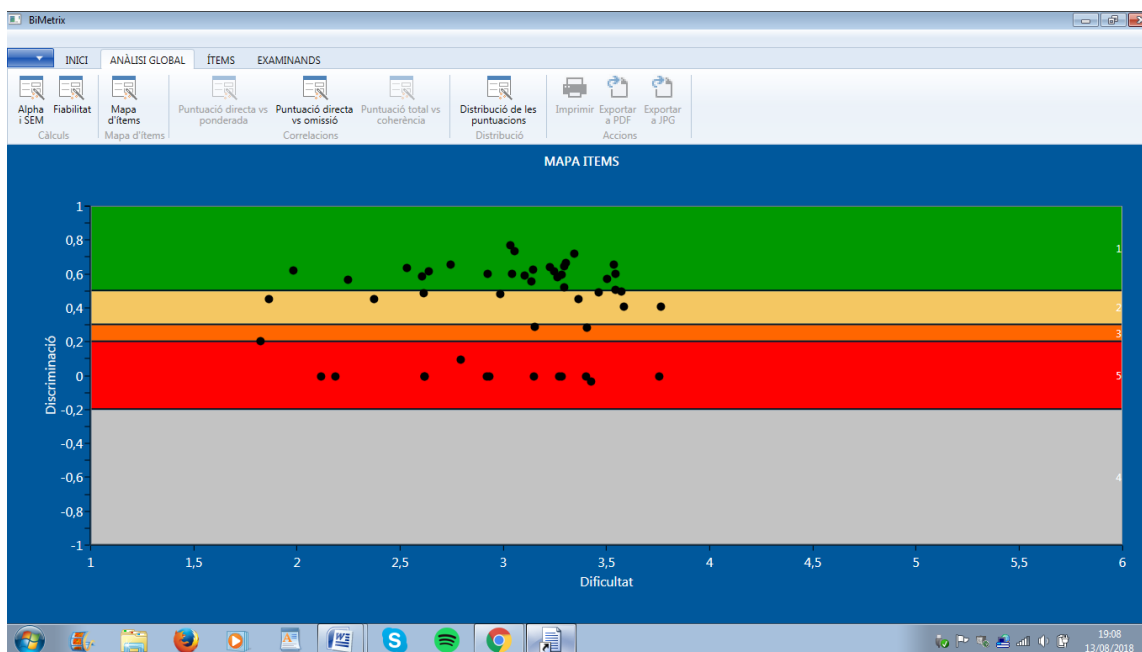 BiMetrix
INICI
ANÀLISI GLOBAL
ÍTEMS
EXAMINANDS
Alpha i SEM
Fiabilitat
Càlculs
Mapa d'ítems
Mapa d'ítems
Puntuació directa vs ponderada
Puntuació directa vs omissió
Puntuació total vs coherència
Correlacions
Distribució de les puntuacions
Distribució
Imprimir
Exportar a PDF
Exportar a JPG
Accions
MAPA ITEMS
Discriminació
1
0,8
0,6
0,4
0,2
0
-0,2
-0,4
-0,6
-0,8
-1
1
2
3
5
4
1
1,5
2
2,5
3
3,5
4
4,5
5
5,5
6
Dificultat
19:08
13/08/2018